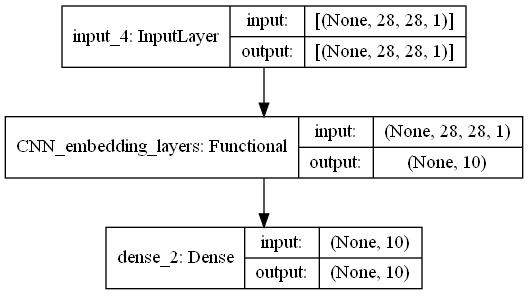 input_4: InputLayer
input: [(None, 28, 28, 1)]
output: [(None, 28, 28, 1)]
CNN_embedding_layers: Functional
input: (None, 28, 28, 1)
output: (None, 10)
dense_2: Dense
input: (None, 10)
output: (None, 10)